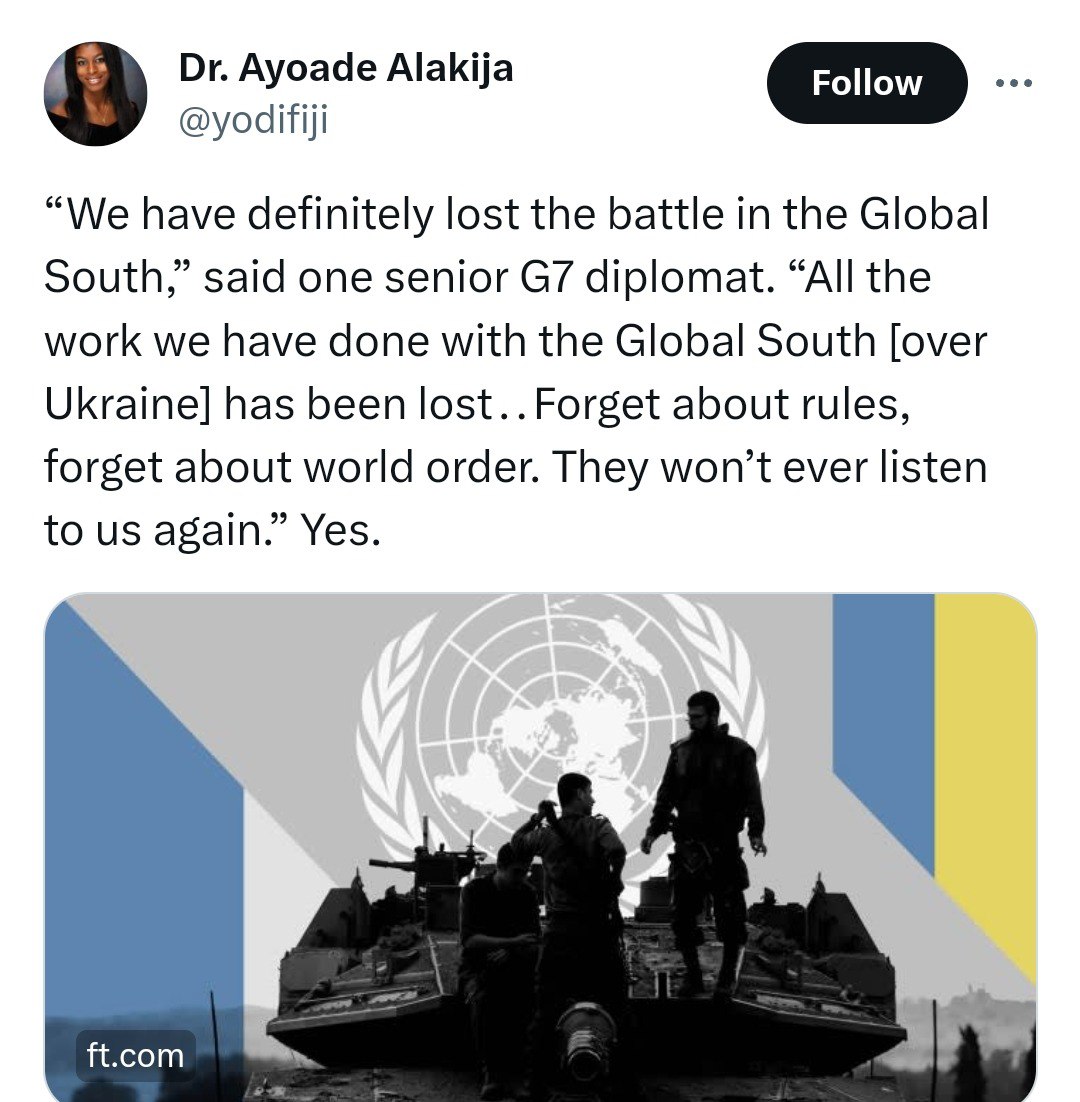 Dr. Ayoade Alakija
Follow
@yodifiji
“We have definitely lost the battle in the Global
South,” said one senior G7 diplomat. “All the
work we have done with the Global South [over
Ukraine] has been lost..Forget about rules,
forget about world order. They won’t ever listen
to us again.” Yes.
ft.com